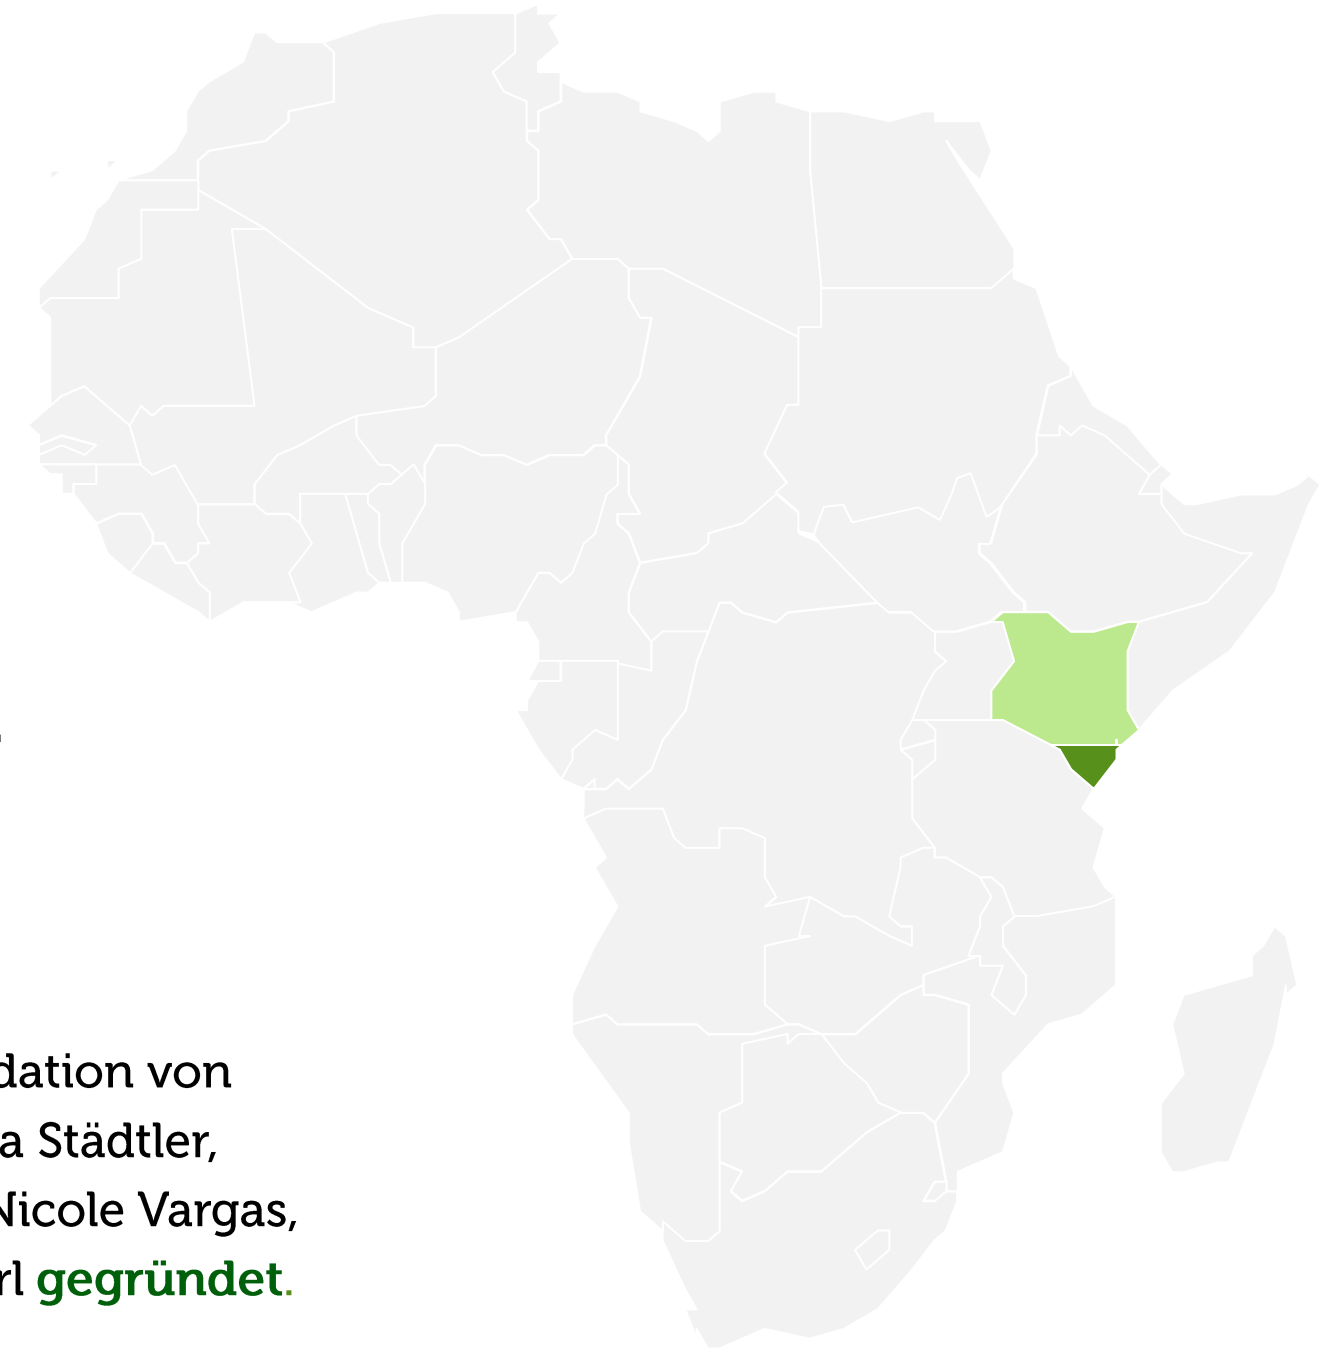 dation von
a Städtler,
Nicole Vargas,
rl gegründet.